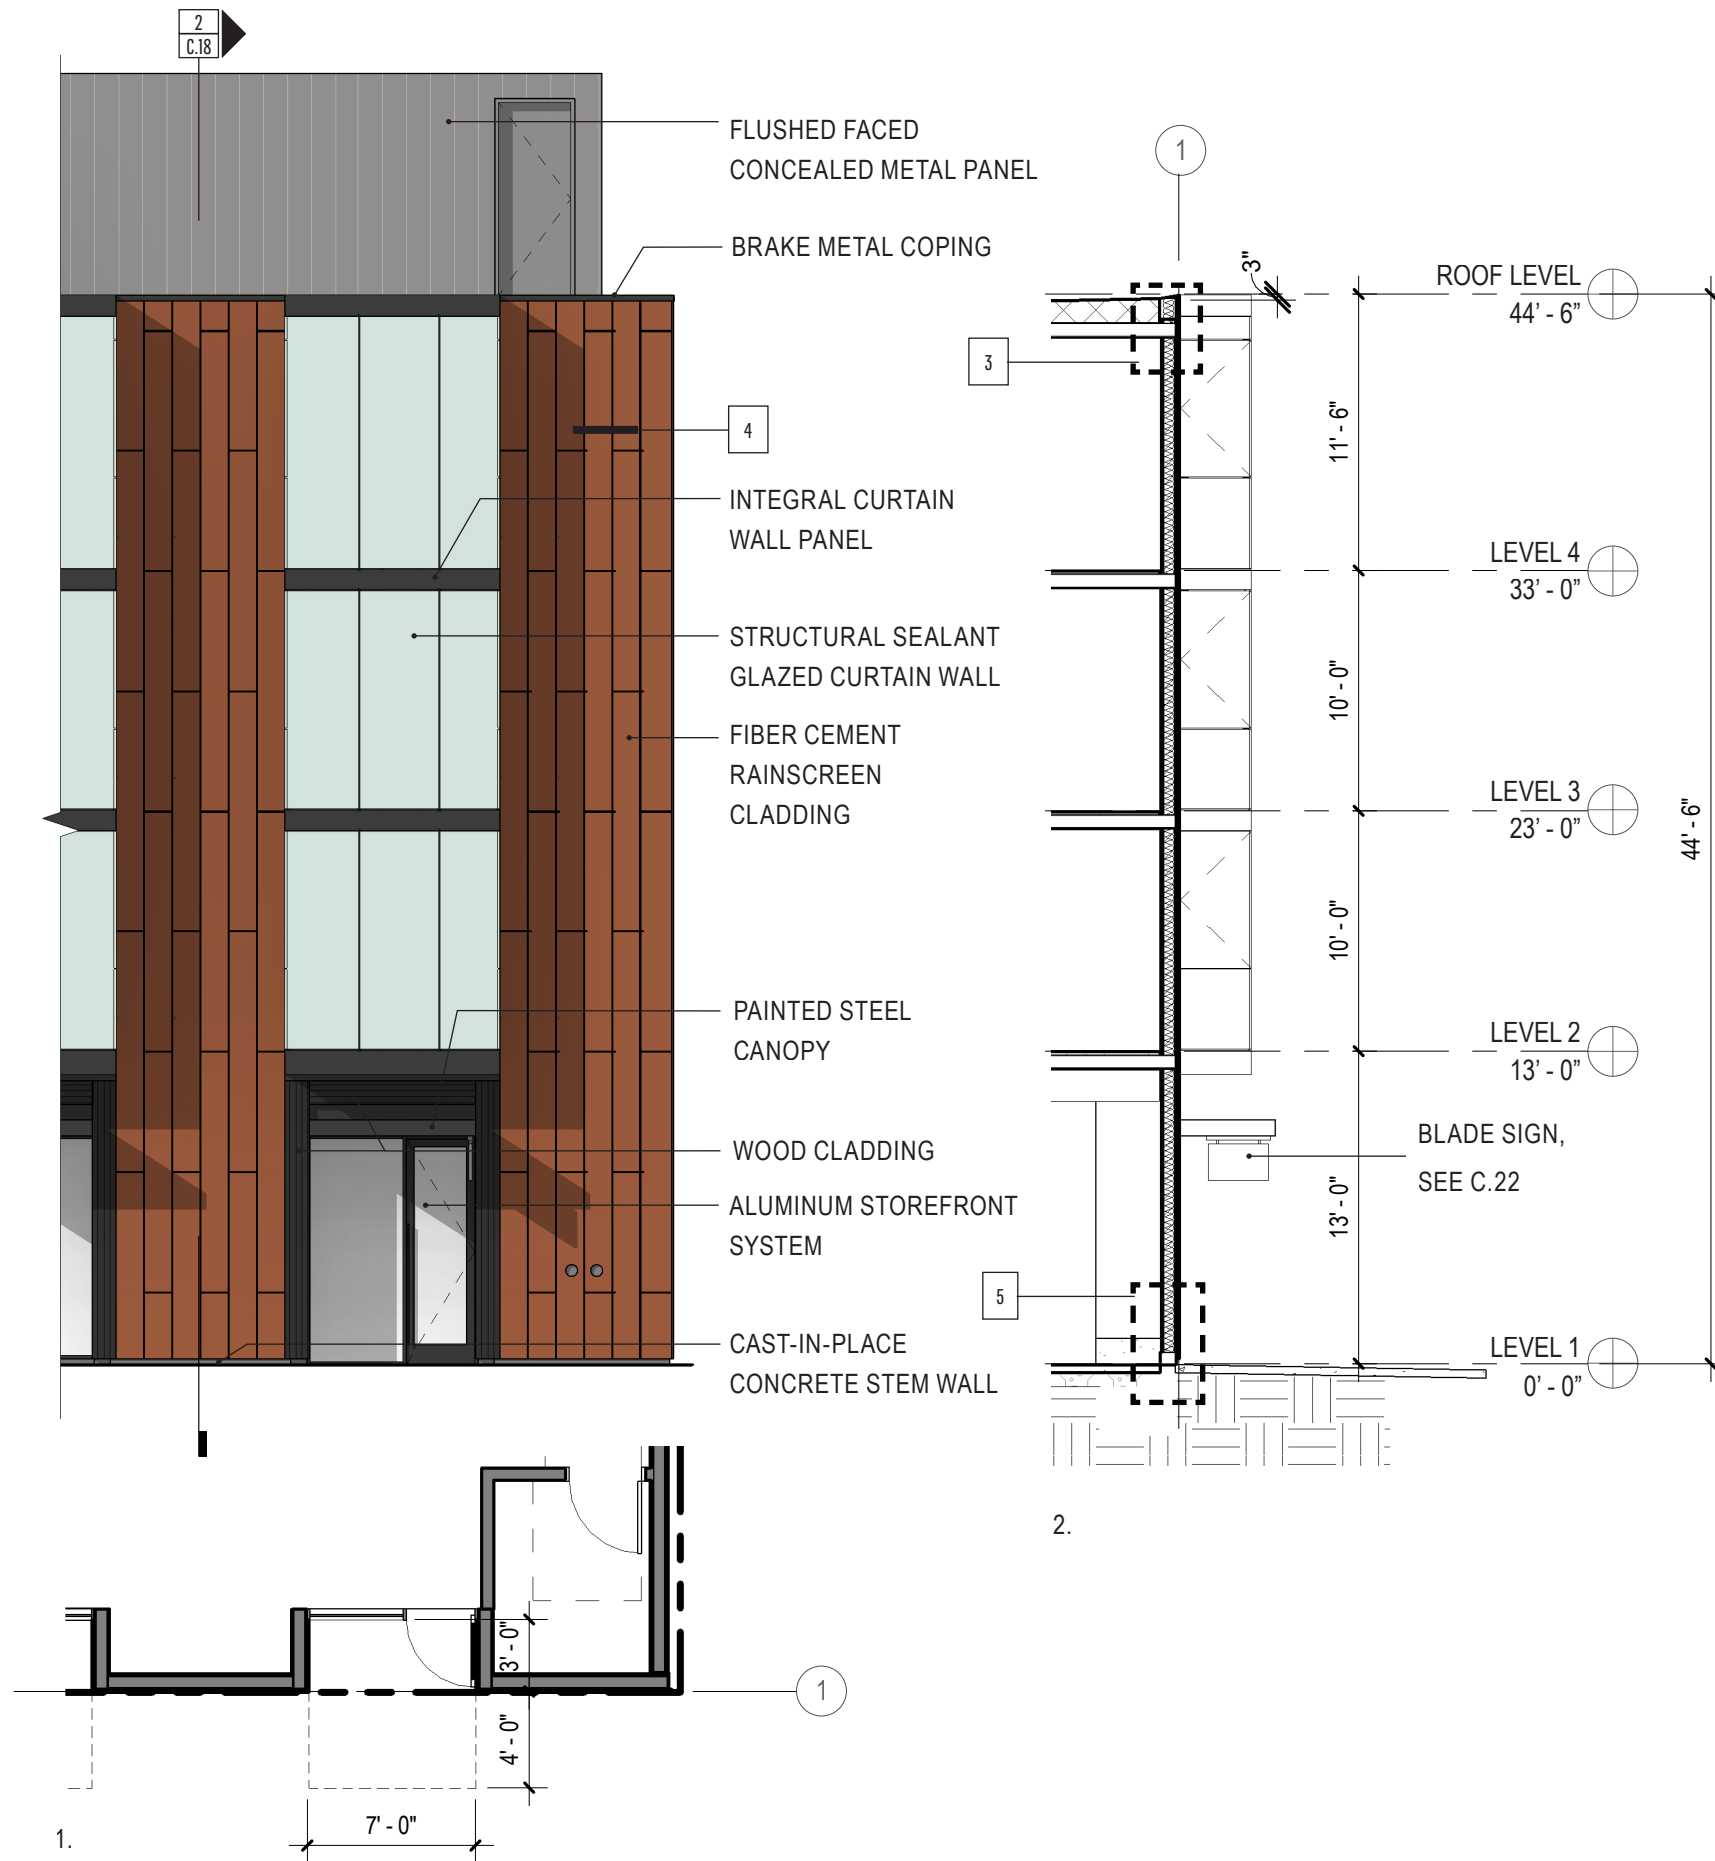 2
C.18
FLUSHED FACED
CONCEALED METAL PANEL
BRAKE METAL COPING
4
INTEGRAL CURTAIN
WALL PANEL
STRUCTURAL SEALANT
GLAZED CURTAIN WALL
FIBER CEMENT
RAINSCREEN
CLADDING
PAINTED STEEL
CANOPY
WOOD CLADDING
ALUMINUM STOREFRONT
SYSTEM
CAST-IN-PLACE
CONCRETE STEM WALL
1
3"
ROOF LEVEL
44' - 6"
3
11' - 6"
LEVEL 4
33' - 0"
10' - 0"
LEVEL 3
23' - 0"
44' - 6"
10' - 0"
LEVEL 2
13' - 0"
BLADE SIGN,
SEE C.22
13' - 0"
5
LEVEL 1
0' - 0"
2.
3' - 0"
1
4' - 0"
7' - 0"
1.